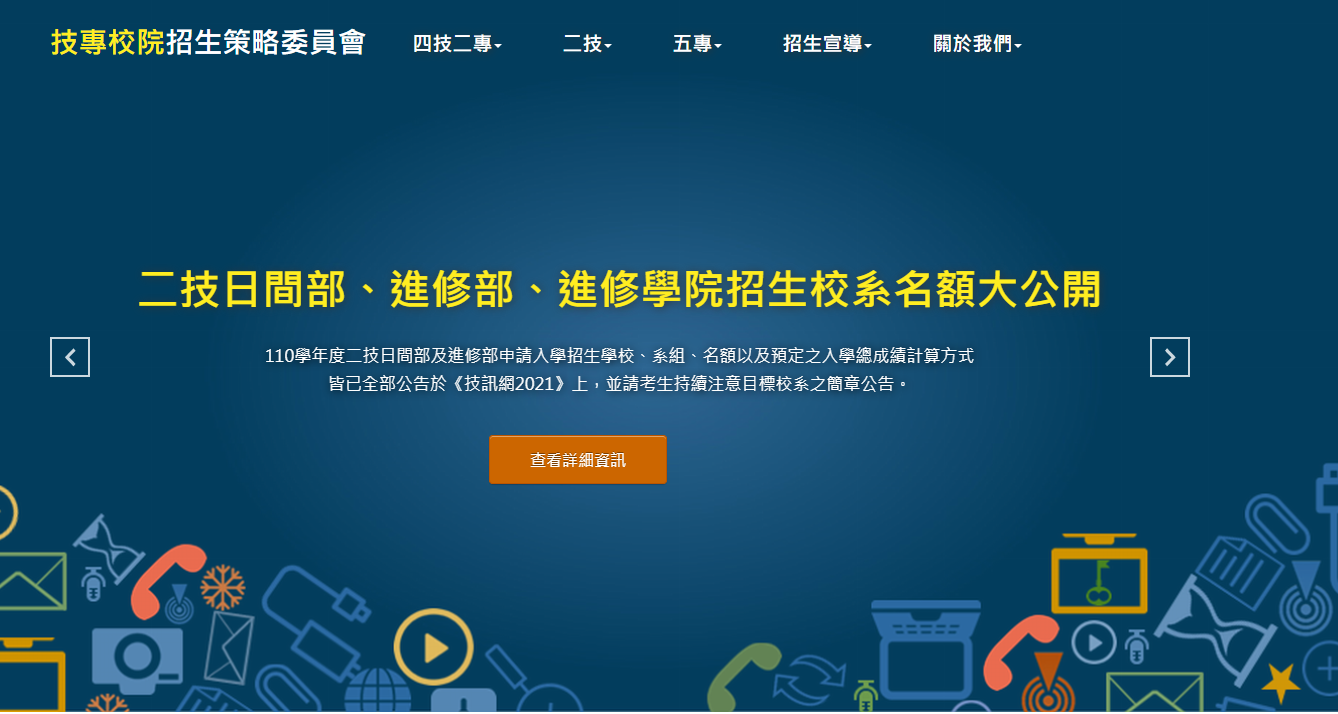 技專校院招生策略委員會 四技二專 二技 五專 招生宣導 關於我們
二技日間部、進修部、進修學院招生校系名額大公開
110學年度二技日間部及進修部申請入學招生學校、系組、名額以及預定之入學總成績計算方式
皆已全部公告於《技訊網2021》上，並請考生持續注意目標校系之簡章公告。
查看詳細資訊